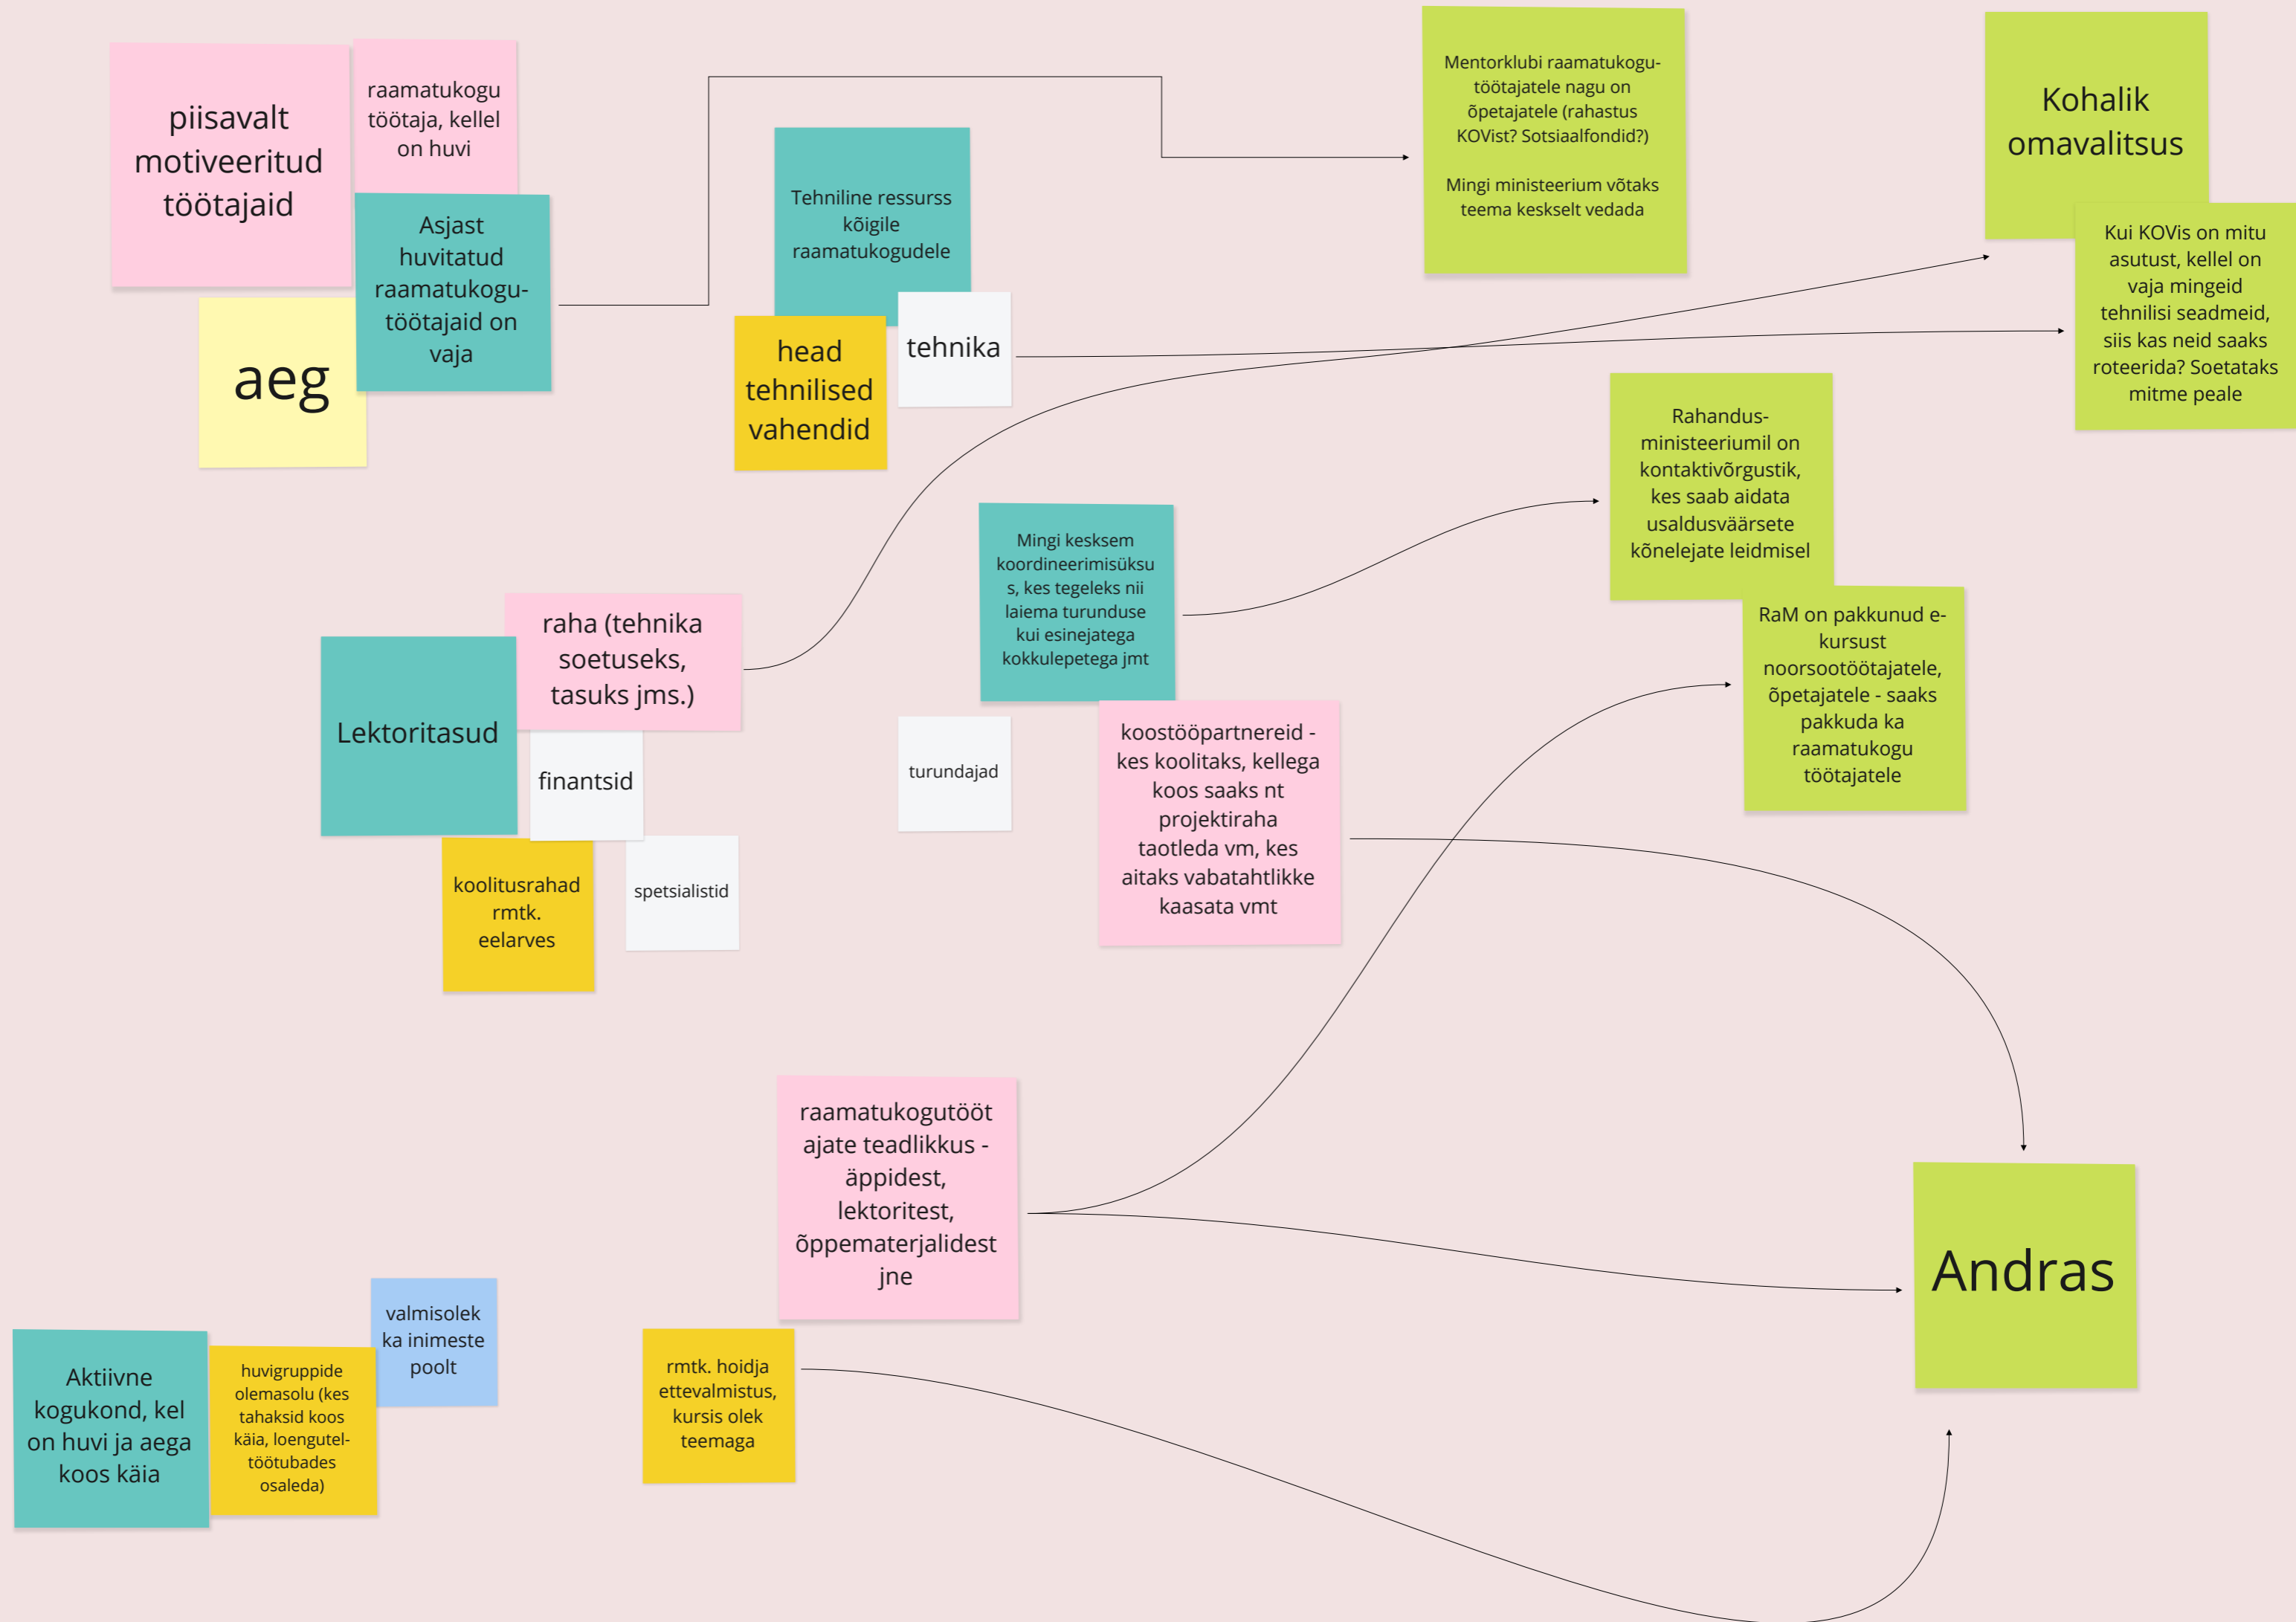 piisavalt
motiveeritud
töötajaid
raamatukogu
töötaja, kellel
on huvi
Asjast
huvitatud
raamatukogu-
töötajaid on
vaja
aeg
Tehniline ressurss
kõigile
raamatukogudele
head
tehnilised
vahendid
tehnika
Mentorklubi raamatukogu-
töötajatele nagu on
õpetajatele (rahastus
KOVist? Sotsiaalfondid?)
Mingi ministeerium võtaks
teema keskselt vedada
Kohalik
omavalitsus
Kui KOVis on mitu
asutust, kellel on
vaja mingeid
tehnilisi seadmeid,
siis kas neid saaks
roteerida? Soetataks
mitme peale
Rahandus-
ministeeriumil on
kontaktivõrgustik,
kes saab aidata
usaldusväärsete
kõnelejate leidmisel
RaM on pakkunud e-
kursust
noorsootöötajatele,
õpetajatele - saaks
pakkuda ka
raamatukogu
töötajatele
Mingi kesksem
koordineerimisüksu
s, kes tegeleks nii
laiema turunduse
kui esinejatega
kokkulepetega jmt
raha (tehnika
soetuseks,
tasuks jms.)
Lektoritasud
finantsid
koolitusrahad
rmtk.
eelarves
spetsialistid
turundajad
koostööpartnereid -
kes koolitaks, kellega
koos saaks nt
projektiraha
taotleda vm, kes
aitaks vabatahtlikke
kaasata vmt
raamatukogutööt
ajate teadlikkus -
äppidest,
lektoritest,
õppematerjalidest
jne
Andras
rmtk. hoidja
ettevalmistus,
kursis olek
teemaga
valmisolek
ka inimeste
poolt
Aktiivne
kogukond, kel
on huvi ja aega
koos käia
huvigruppide
olemasolu (kes
tahaksid koos
käia, loengutel-
töötubades
osaleda)